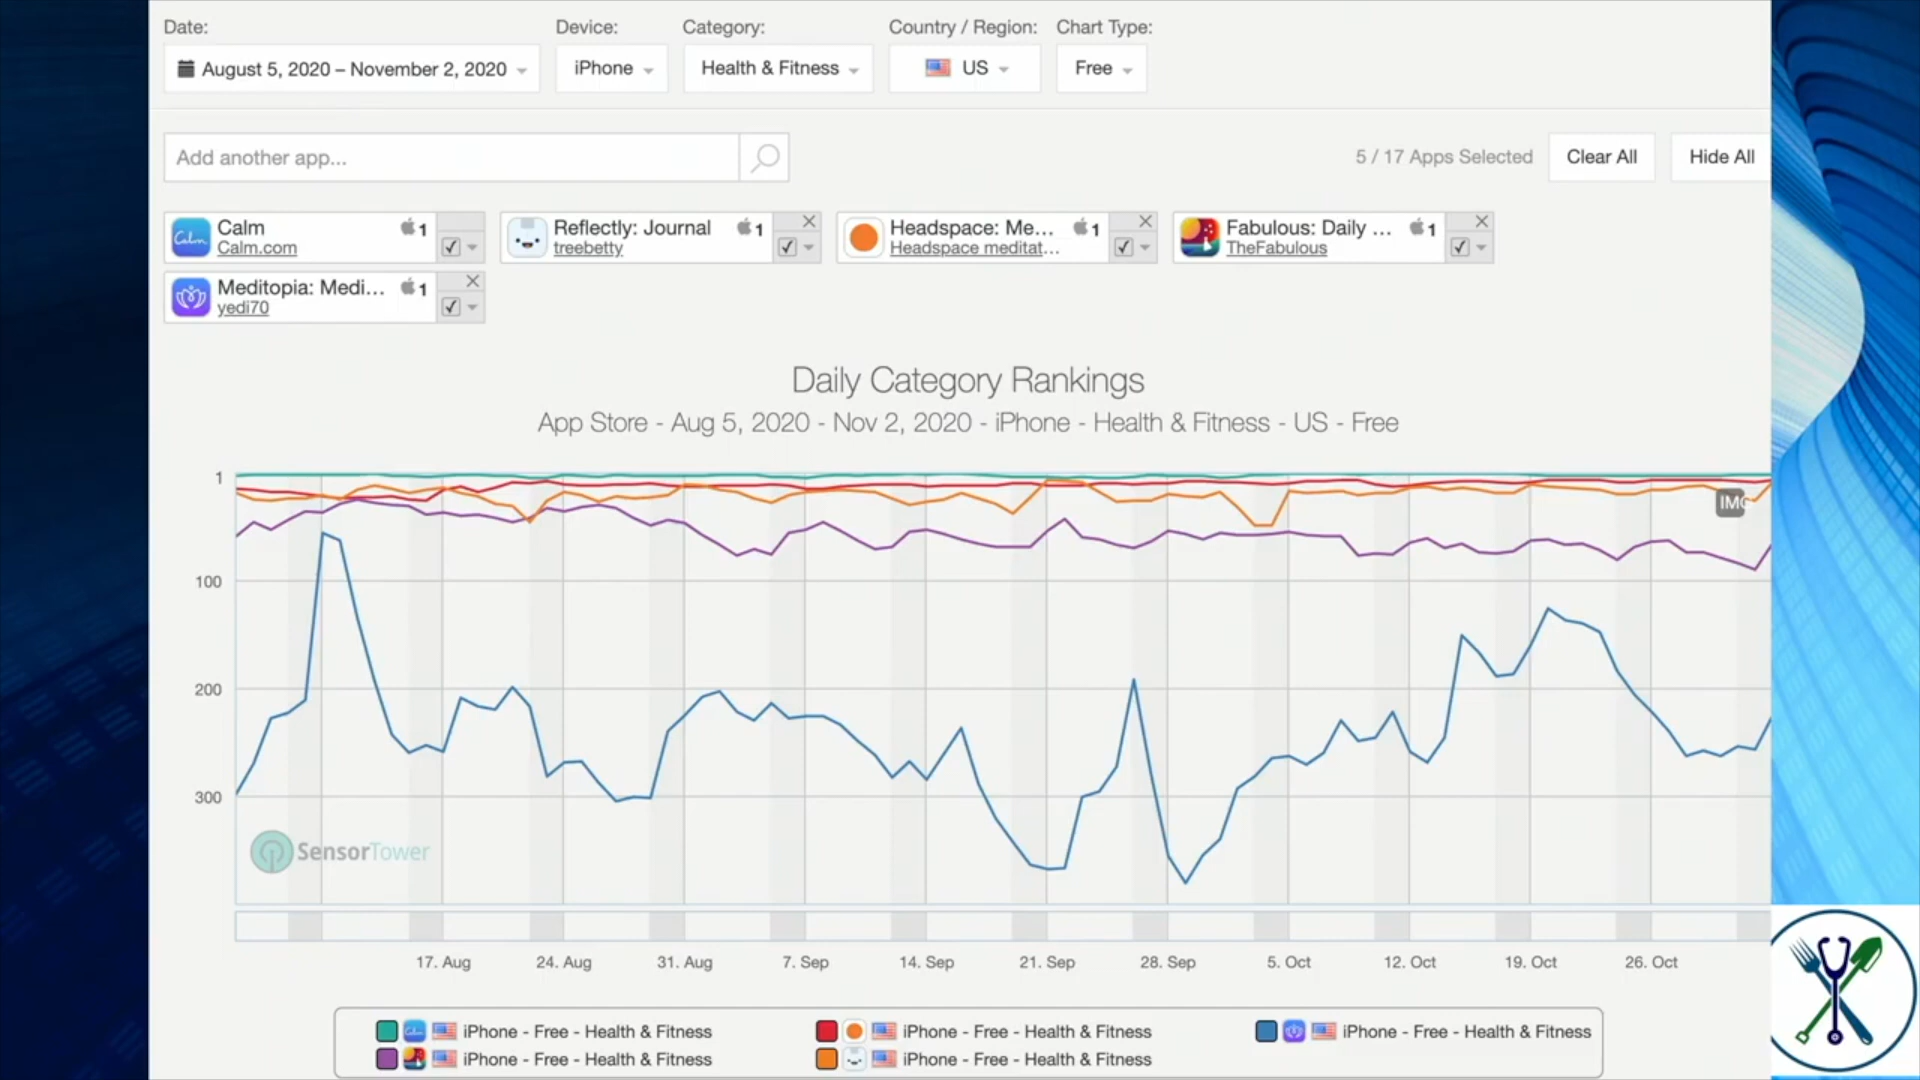 Date:
Device:
Category:
Country / Region:
Chart Type:
August 5, 2020 – November 2, 2020
iPhone
Health & Fitness
US
Free
Add another app...
5 / 17 Apps Selected
Clear All
Hide All
Calm
1
Calm.com
Reflectly: Journal
1
treebetty
Headspace: Me...
1
Headspace meditat...
Fabulous: Daily ...
1
TheFabulous
Meditopia: Medi...
1
yedi70
Daily Category Rankings
App Store - Aug 5, 2020 - Nov 2, 2020 - iPhone - Health & Fitness - US - Free
1
100
200
300
SensorTower
17. Aug
24. Aug
31. Aug
7. Sep
14. Sep
21. Sep
28. Sep
5. Oct
12. Oct
19. Oct
26. Oct
iPhone - Free - Health & Fitness
iPhone - Free - Health & Fitness
iPhone - Free - Health & Fitness
iPhone - Free - Health & Fitness
iPhone - Free - Health & Fitness